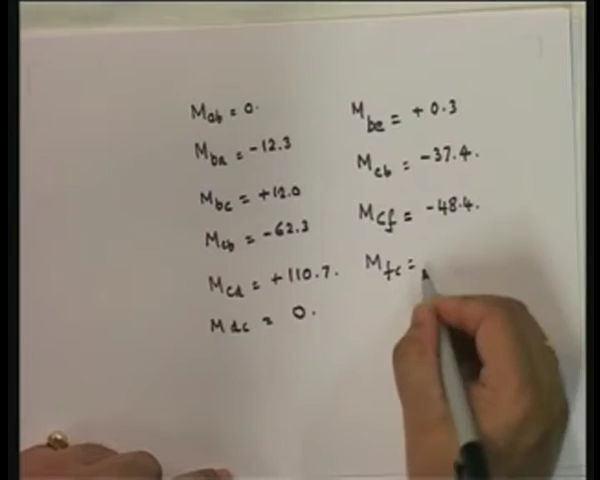 Mab = 0.
Mba = -12.3
Mbc = +12.0
Mcb = -62.3
Mcd = +110.7.
Mdc = 0.
Mbe = +0.3
Mcb = -37.4.
Mcf = -48.4.
Mfc =